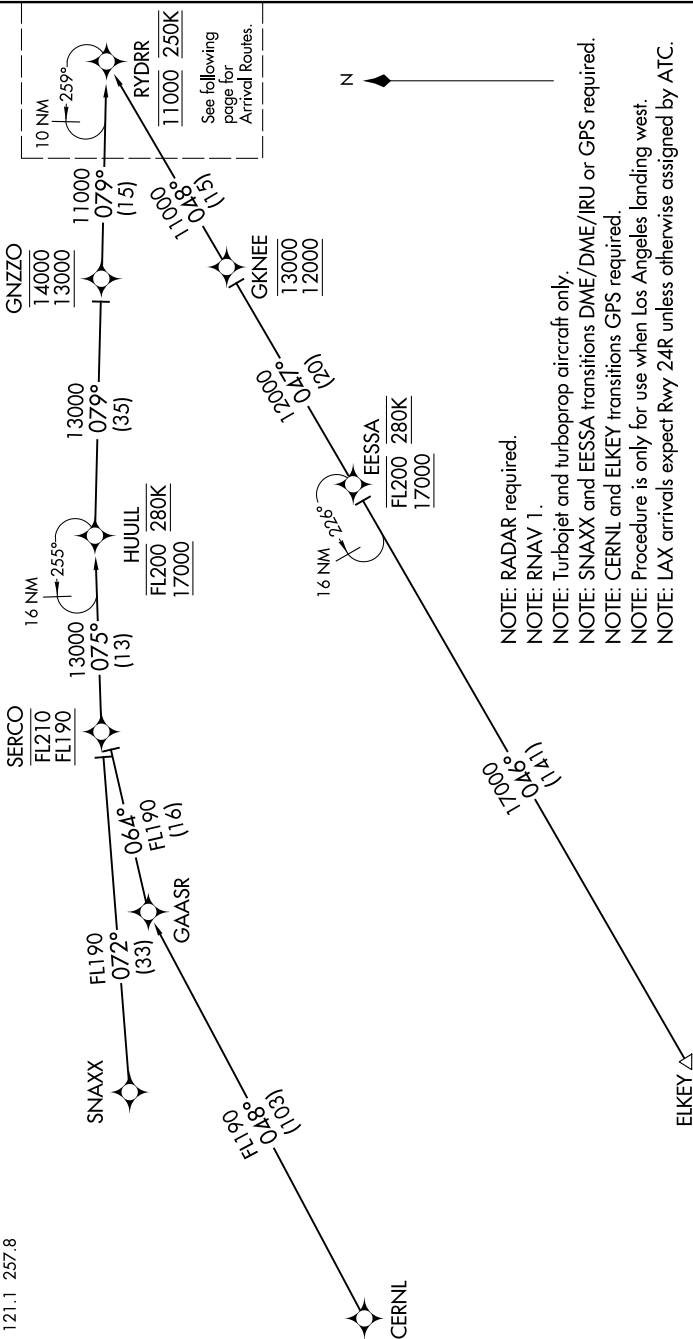 121.1 257.8
SNAXX
FL190
072°
(33)
CERNL
FL190
048°
(103)
GAASR
064°
FL190
(16)
SERCO
FL210
FL190
13000
075°
(13)
16 NM
255°
HUULL
FL200 280K
17000
13000
079°
(35)
GNZZO
14000
13000
11000
079°
(15)
10 NM
259°
RYDRR
11000 250K
See following
page for
Arrival Routes.
11000
048°
(15)
GKNEE
13000
12000
12000
047°
(20)
16 NM
226°
EESSA
FL200 280K
17000
17000
046°
(141)
ELKEY
N
NOTE: RADAR required.
NOTE: RNAV 1.
NOTE: Turbojet and turboprop aircraft only.
NOTE: SNAXX and EESSA transitions DME/DME/IRU or GPS required.
NOTE: CERNL and ELKEY transitions GPS required.
NOTE: Procedure is only for use when Los Angeles landing west.
NOTE: LAX arrivals expect Rwy 24R unless otherwise assigned by ATC.